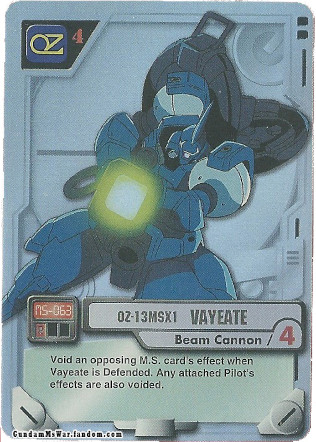 OZ 4
MS-063
OZ-13MSX1 VAYEATE
Beam Cannon / 4
Void an opposing M.S. card's effect when
Vayeate is Defended. Any attached Pilot's
effects are also voided.
GundamMsWar.fandom.com